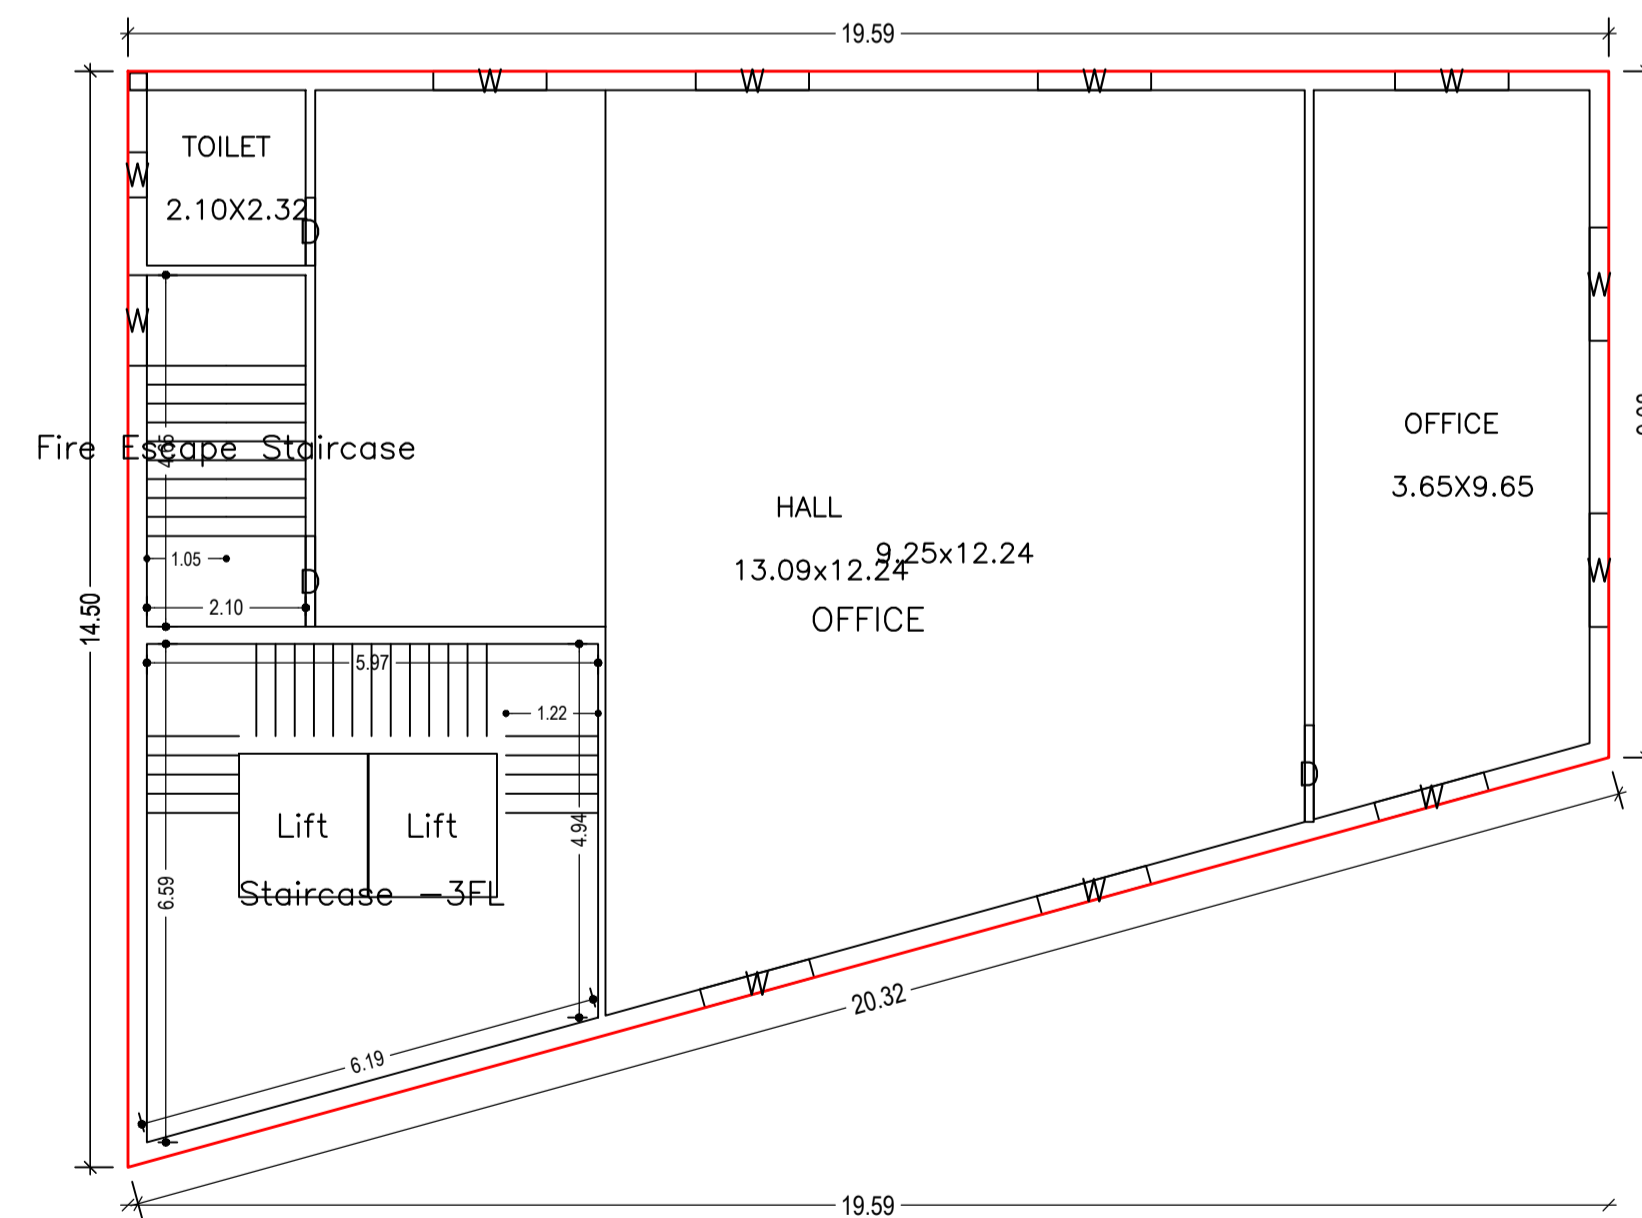 19.59
W
W
W
W
TOILET
2.10X2.32
W
D
W
W
Fire Escape Staircase
OFFICE
3.65X9.65
HALL
13.09x12.24
9.25x12.24
OFFICE
1.05
D
2.10
14.50
W
5.97
1.22
D
W
Lift
Lift
4.94
6.59
Staircase -3FL
W
W
20.32
6.19
19.59